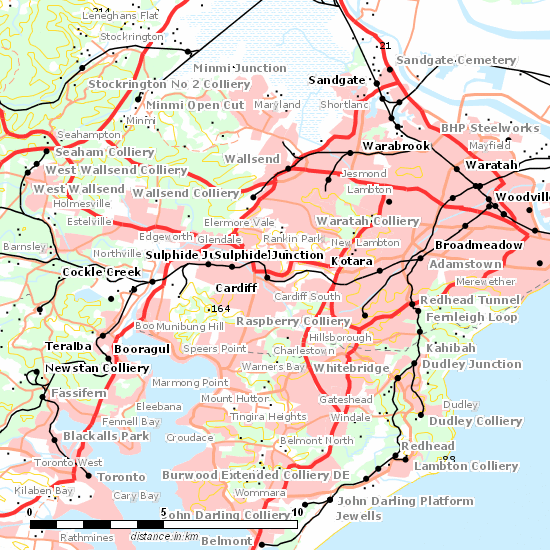 214
Leneghans Flat
Stockrington
21
Sandgate Cemetery
Minmi Junction
Sandgate
Stockrington No 2 Colliery
Minmi Open Cut
Maryland
Shortlanc
Minmi
BHP Steelworks
Seahampton
Mayfield
Seaham Colliery
Warabrook
Wallsend
Waratah
West Wallsend Colliery
Jesmond
West Wallsend
Wallsend Colliery
Lambton
Woodville
Holmesville
Estelville
Elermore Vale
Waratah Colliery
Edgeworth
Glendale
Rankin Park
New Lambton
Barnsley
Broadmeadow
Northville
Sulphide Ju
Sulphide Junction
Kotara
Adamstown
Cockle Creek
Cardiff
Merewether
Cardiff South
Redhead Tunnel
.164
Boo
Munibung Hill
Raspberry Colliery
Fernleigh Loop
Hillsborough
Teralba
Booragul
Speers Point
Charlestown
Kahibah
Newstan Colliery
Warners Bay
Whitebridge
Dudley Junction
Marmong Point
Fassifern
Mount Hutton
Gateshead
Eleebana
Dudley
Fennell Bay
Tingira Heights
Windale
Dudley Colliery
Blackalls Park
Croudace
Belmont North
Redhead
Toronto West
88
Toronto
Burwood Extended Colliery DE
Lambton Colliery
Kilaben Bay
Cary Bay
Wommara
John Darling Platform
John Darling Colliery
Jewells
0
5
10
distance in km
Rathmines
Belmont